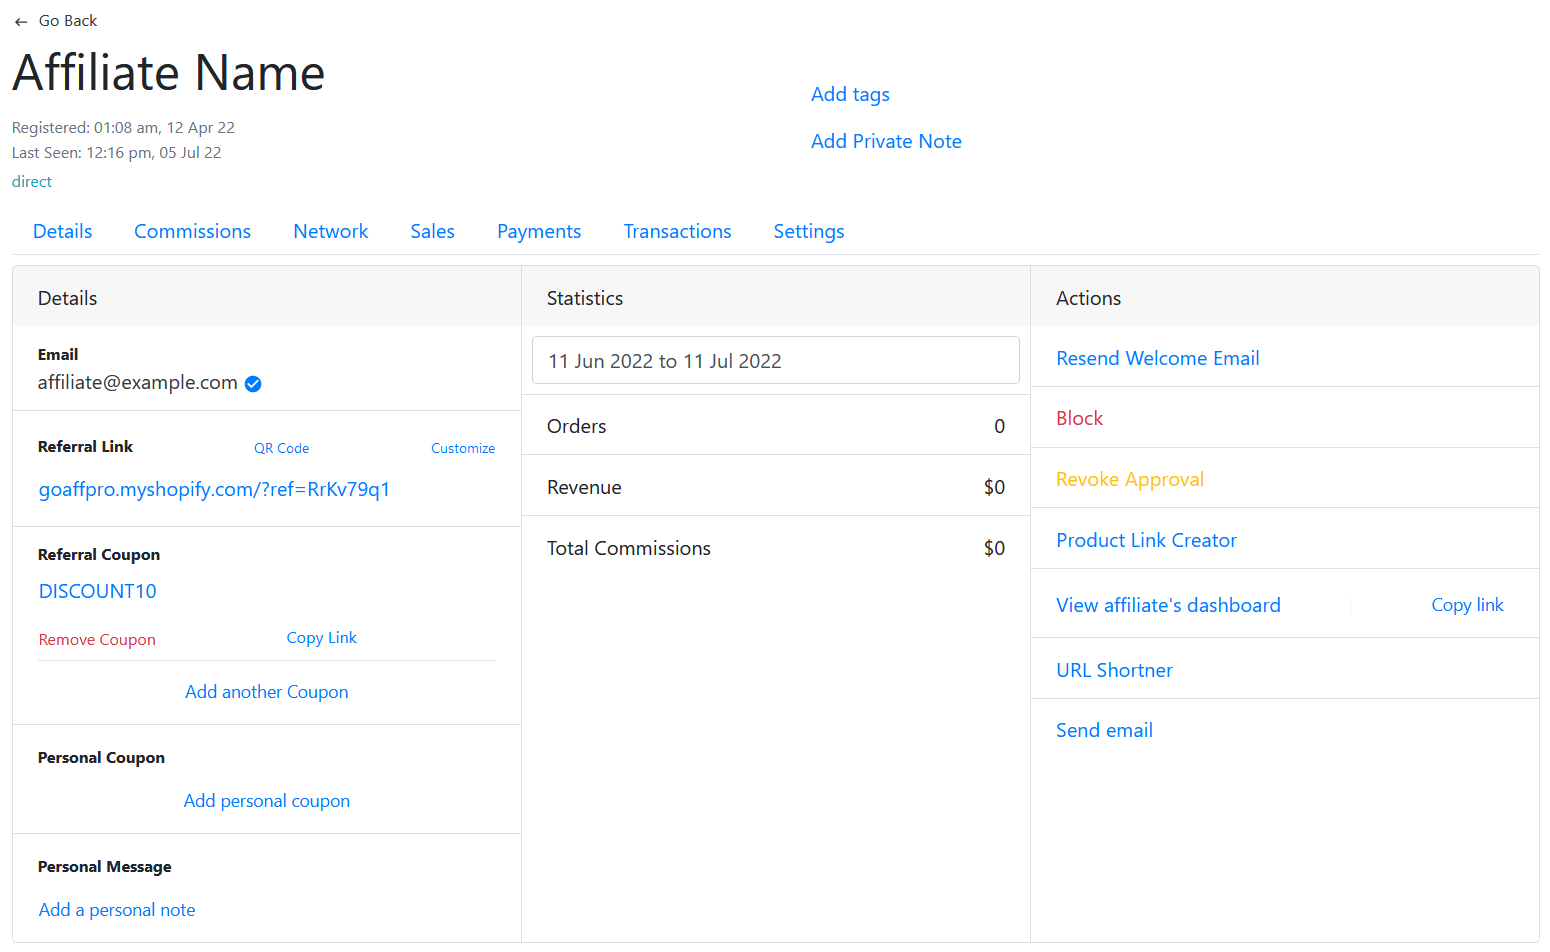 ← Go Back
Affiliate Name
Registered: 01:08 am, 12 Apr 22
Last Seen: 12:16 pm, 05 Jul 22
direct
Add tags
Add Private Note
Details Commissions Network Sales Payments Transactions Settings
Details
Email
affiliate@example.com
Referral Link QR Code Customize
goaffpro.myshopify.com/?ref=RrKv79q1
Referral Coupon
DISCOUNT10
Remove Coupon Copy Link
Add another Coupon
Personal Coupon
Add personal coupon
Personal Message
Add a personal note
Statistics
11 Jun 2022 to 11 Jul 2022
Orders 0
Revenue $0
Total Commissions $0
Actions
Resend Welcome Email
Block
Revoke Approval
Product Link Creator
View affiliate's dashboard Copy link
URL Shortner
Send email